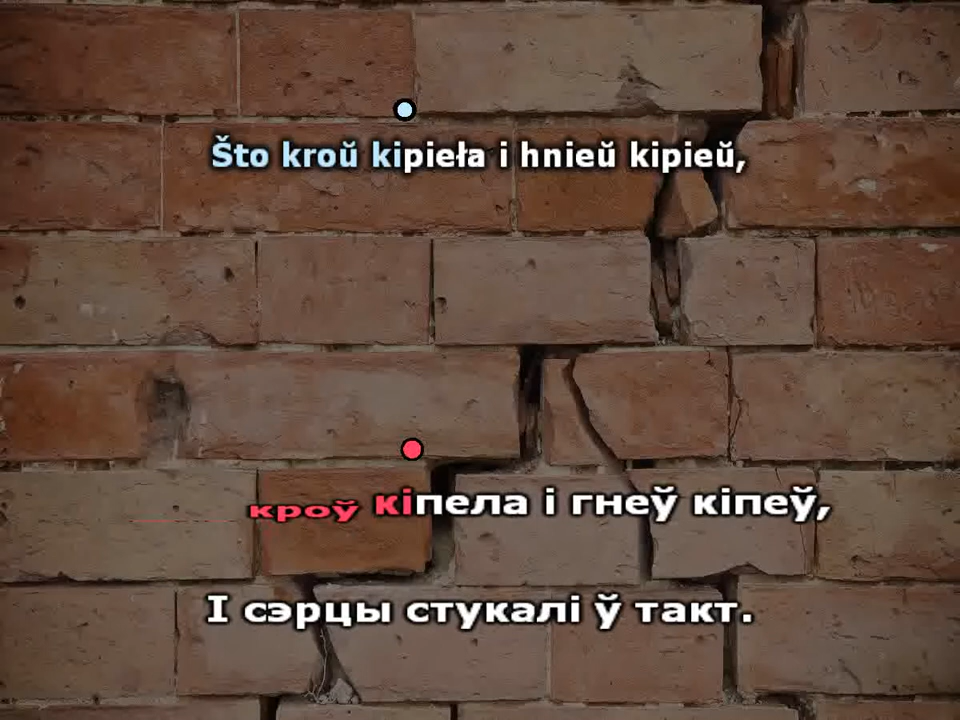 Što kroŭ kipieła i hnieŭ kipieŭ,
кроў кіпела і гнеў кіпеў,
І сэрцы стукалі ў такт.